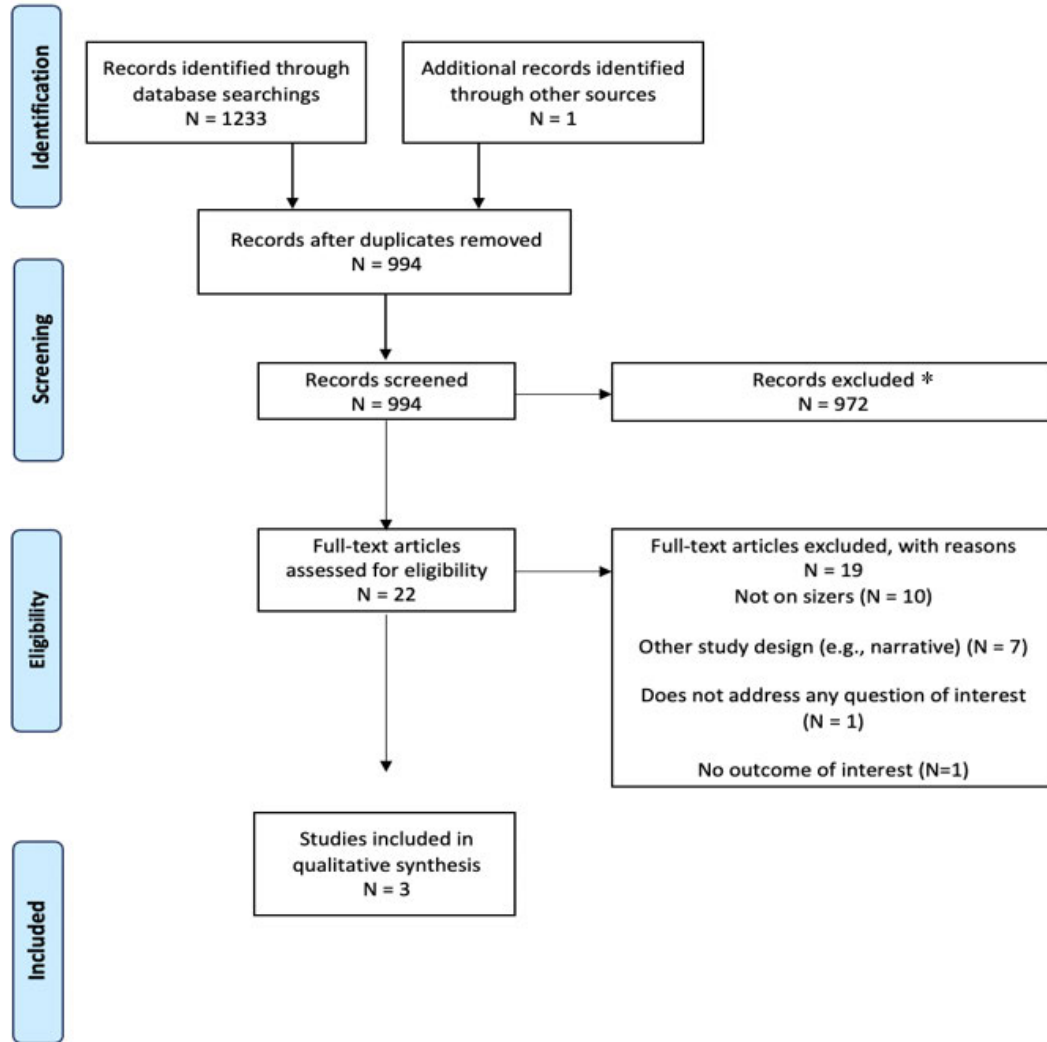 Identification
Records identified through
database searchings
N = 1233
Additional records identified
through other sources
N = 1
Records after duplicates removed
N = 994
Screening
Records screened
N = 994
Records excluded *
N = 972
Eligibility
Full-text articles
assessed for eligibility
N = 22
Full-text articles excluded, with reasons
N = 19
Not on sizers (N = 10)
Other study design (e.g., narrative) (N = 7)
Does not address any question of interest
(N = 1)
No outcome of interest (N=1)
Included
Studies included in
qualitative synthesis
N = 3